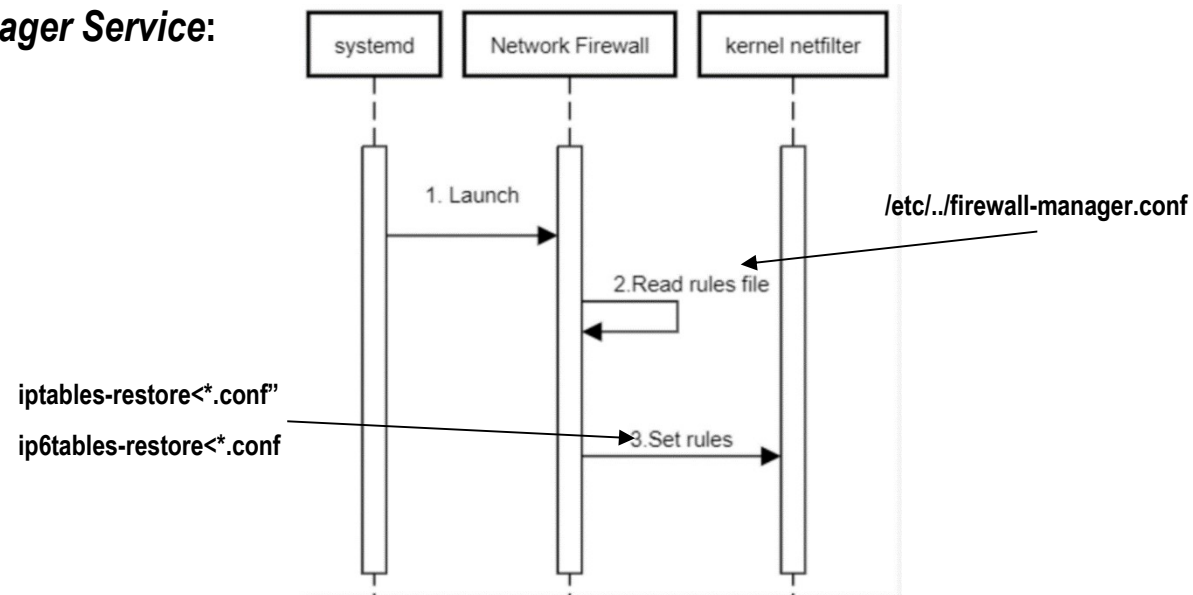 ager Service:
systemd
Network Firewall
kernel netfilter
1. Launch
/etc/../firewall-manager.conf
2.Read rules file
iptables-restore<*.conf”
ip6tables-restore<*.conf
3.Set rules